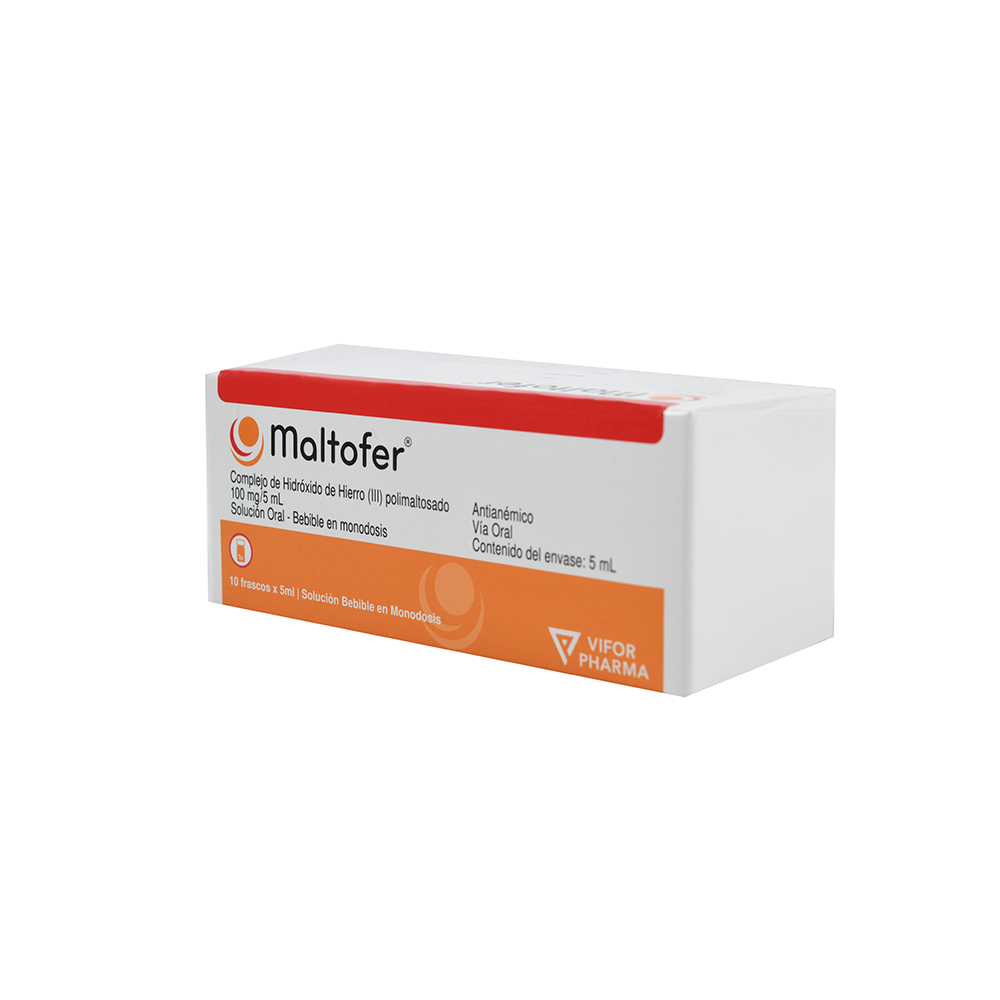 Maltofer
Maltofer®
Complejo de Hidróxido de Hierro (III) polimaltosado
100 mg/5 mL
Solución Oral - Bebible en monodosis
Antianémico
Vía Oral
Contenido del envase: 5 mL
10 frascos x 5ml | Solución Bebible en Monodosis
VIFOR
PHARMA